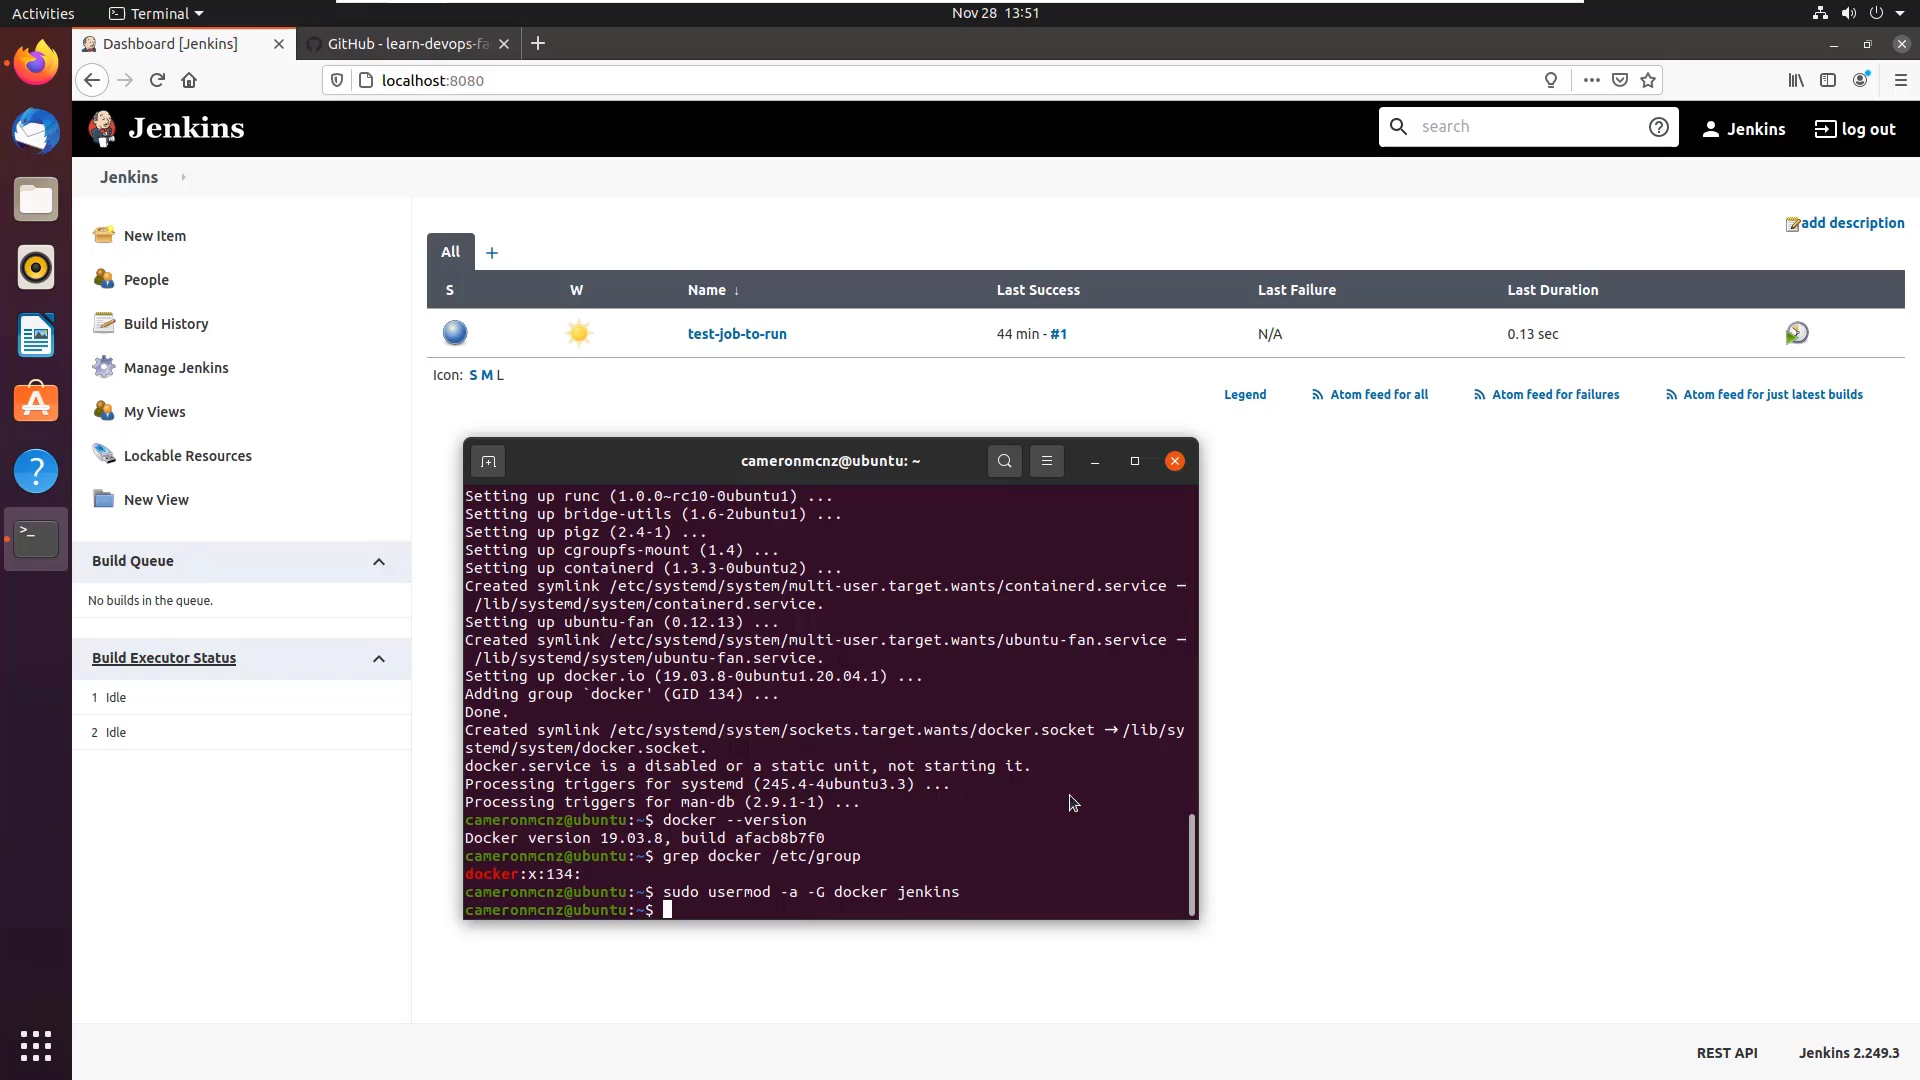 Activities
Terminal
Nov 28 13:51
Dashboard [Jenkins]
GitHub - learn-devops-fa
localhost:8080
Jenkins
search
Jenkins
log out
Jenkins
New Item
People
Build History
Manage Jenkins
My Views
Lockable Resources
New View
Build Queue
No builds in the queue.
Build Executor Status
1 Idle
2 Idle
add description
All +
S W Name ↓ Last Success Last Failure Last Duration
test-job-to-run 44 min - #1 N/A 0.13 sec
Icon: S M L
Legend Atom feed for all Atom feed for failures Atom feed for just latest builds
cameronmcnz@ubuntu: ~
Setting up runc (1.0.0~rc10-0ubuntu1) ...
Setting up bridge-utils (1.6-2ubuntu1) ...
Setting up pigz (2.4-1) ...
Setting up cgroupfs-mount (1.4) ...
Setting up containerd (1.3.3-0ubuntu2) ...
Created symlink /etc/systemd/system/multi-user.target.wants/containerd.service →
/lib/systemd/system/containerd.service.
Setting up ubuntu-fan (0.12.13) ...
Created symlink /etc/systemd/system/multi-user.target.wants/ubuntu-fan.service →
/lib/systemd/system/ubuntu-fan.service.
Setting up docker.io (19.03.8-0ubuntu1.20.04.1) ...
Adding group `docker' (GID 134) ...
Done.
Created symlink /etc/systemd/system/sockets.target.wants/docker.socket → /lib/sy
stemd/system/docker.socket.
docker.service is a disabled or a static unit, not starting it.
Processing triggers for systemd (245.4-4ubuntu3.3) ...
Processing triggers for man-db (2.9.1-1) ...
cameronmcnz@ubuntu:~$ docker --version
Docker version 19.03.8, build afacb8b7f0
cameronmcnz@ubuntu:~$ grep docker /etc/group
docker:x:134:
cameronmcnz@ubuntu:~$ sudo usermod -a -G docker jenkins
cameronmcnz@ubuntu:~$
REST API
Jenkins 2.249.3